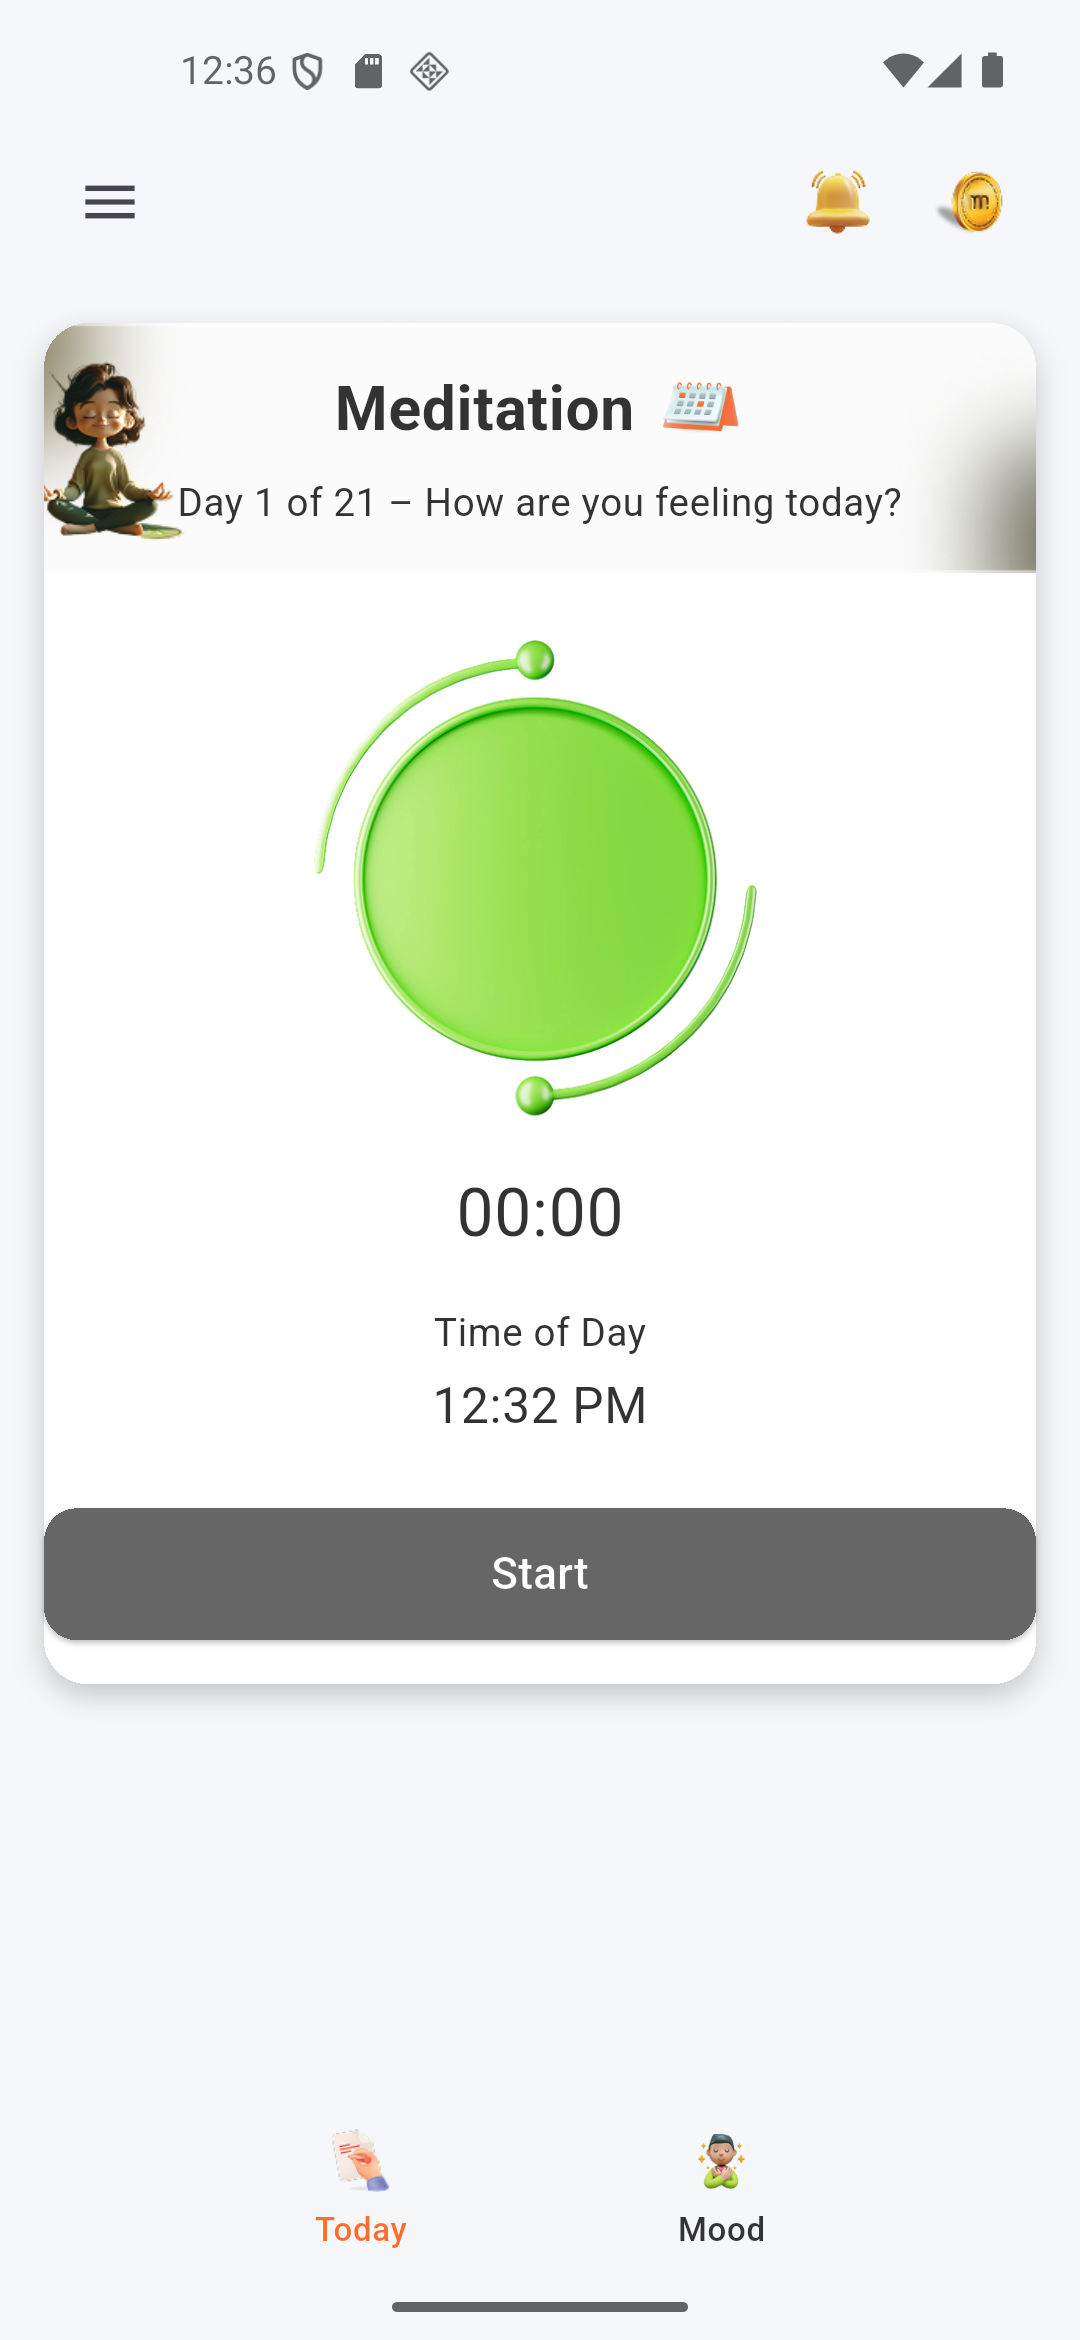 12:36
m
Meditation
Day 1 of 21 – How are you feeling today?
00:00
Time of Day
12:32 PM
Start
Today
Mood